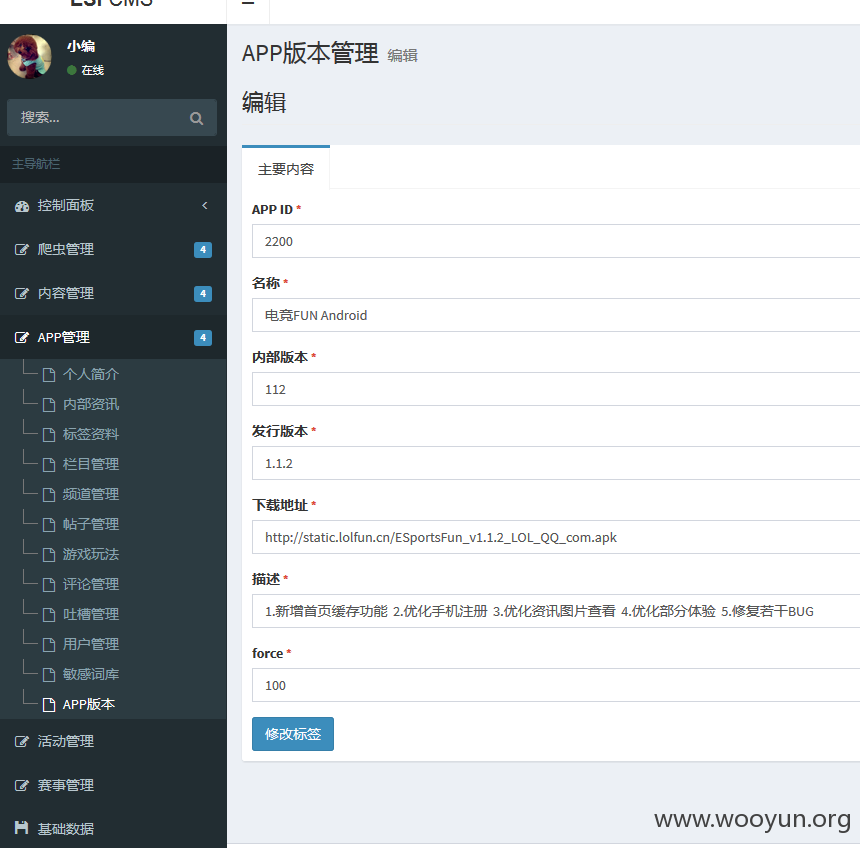 ESPCMS
小编
在线
搜索...
主导航栏
控制面板
爬虫管理 4
内容管理 4
APP管理 4
个人简介
内部资讯
标签资料
栏目管理
频道管理
帖子管理
游戏玩法
评论管理
吐槽管理
用户管理
敏感词库
APP版本
活动管理
赛事管理
基础数据
APP版本管理 编辑
编辑
主要内容
APP ID *
2200
名称 *
电竞FUN Android
内部版本 *
112
发行版本 *
1.1.2
下载地址 *
http://static.lolfun.cn/ESportsFun_v1.1.2_LOL_QQ_com.apk
描述 *
1.新增首页缓存功能 2.优化手机注册 3.优化资讯图片查看 4.优化部分体验 5.修复若干BUG
force *
100
修改标签
www.wooyun.org